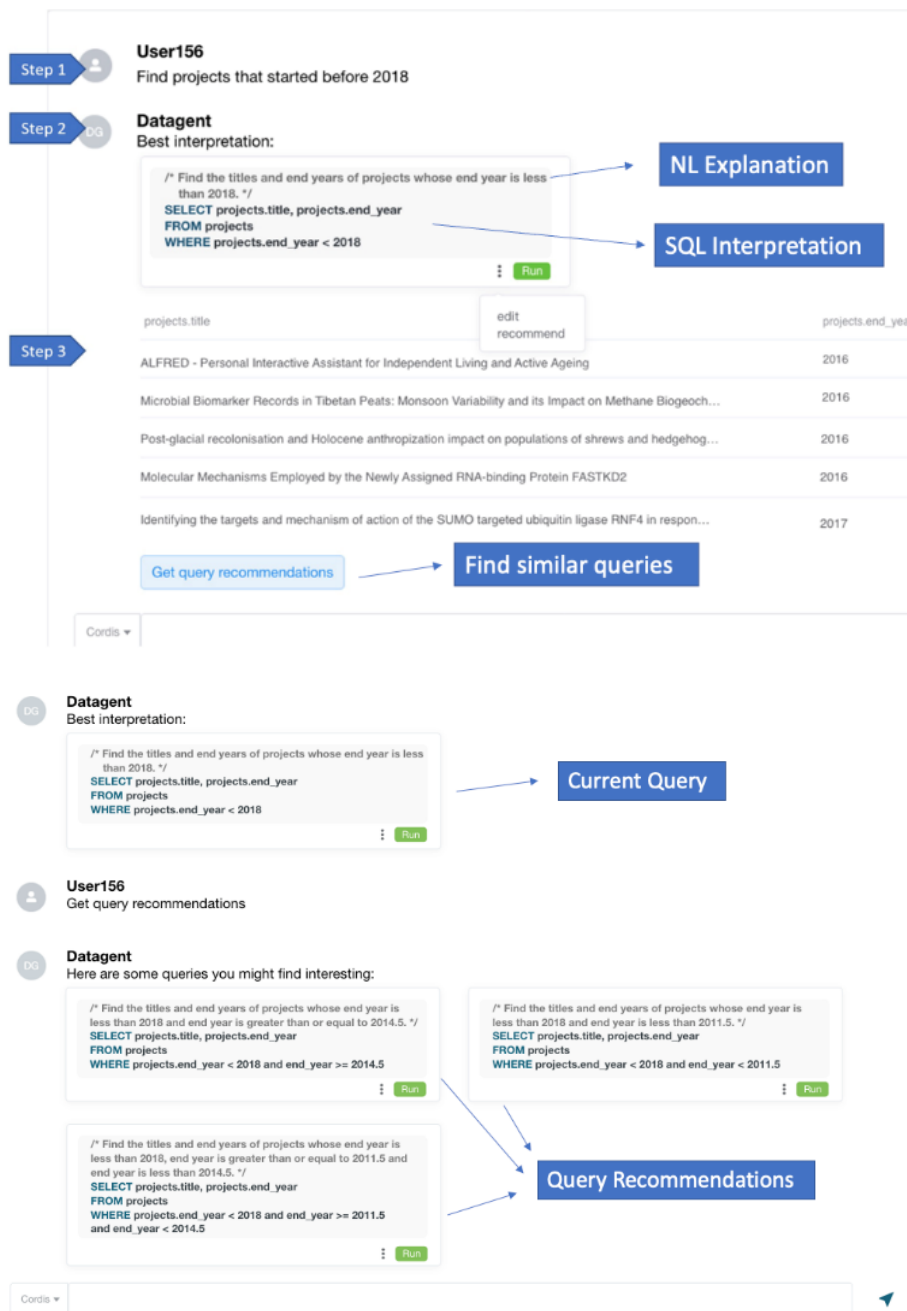 Step 1
User156
Find projects that started before 2018
Step 2
DG
Datagent
Best interpretation:
/* Find the titles and end years of projects whose end year is less
than 2018. */
SELECT projects.title, projects.end_year
FROM projects
WHERE projects.end_year < 2018
Run
NL Explanation
SQL Interpretation
edit
recommend
Step 3
projects.title
projects.end_yea
ALFRED - Personal Interactive Assistant for Independent Living and Active Ageing
2016
Microbial Biomarker Records in Tibetan Peats: Monsoon Variability and its Impact on Methane Biogeoch...
2016
Post-glacial recolonisation and Holocene anthropization impact on populations of shrews and hedgehog...
2016
Molecular Mechanisms Employed by the Newly Assigned RNA-binding Protein FASTKD2
2016
Identifying the targets and mechanism of action of the SUMO targeted ubiquitin ligase RNF4 in respon...
2017
Get query recommendations
Find similar queries
Cordis
DG
Datagent
Best interpretation:
/* Find the titles and end years of projects whose end year is less
than 2018. */
SELECT projects.title, projects.end_year
FROM projects
WHERE projects.end_year < 2018
Run
Current Query
User156
Get query recommendations
DG
Datagent
Here are some queries you might find interesting:
/* Find the titles and end years of projects whose end year is
less than 2018 and end year is greater than or equal to 2014.5. */
SELECT projects.title, projects.end_year
FROM projects
WHERE projects.end_year < 2018 and end_year >= 2014.5
Run
/* Find the titles and end years of projects whose end year is
less than 2018 and end year is less than 2011.5. */
SELECT projects.title, projects.end_year
FROM projects
WHERE projects.end_year < 2018 and end_year < 2011.5
Run
/* Find the titles and end years of projects whose end year is
less than 2018, end year is greater than or equal to 2011.5 and
end year is less than 2014.5. */
SELECT projects.title, projects.end_year
FROM projects
WHERE projects.end_year < 2018 and end_year >= 2011.5
and end_year < 2014.5
Run
Query Recommendations
Cordis